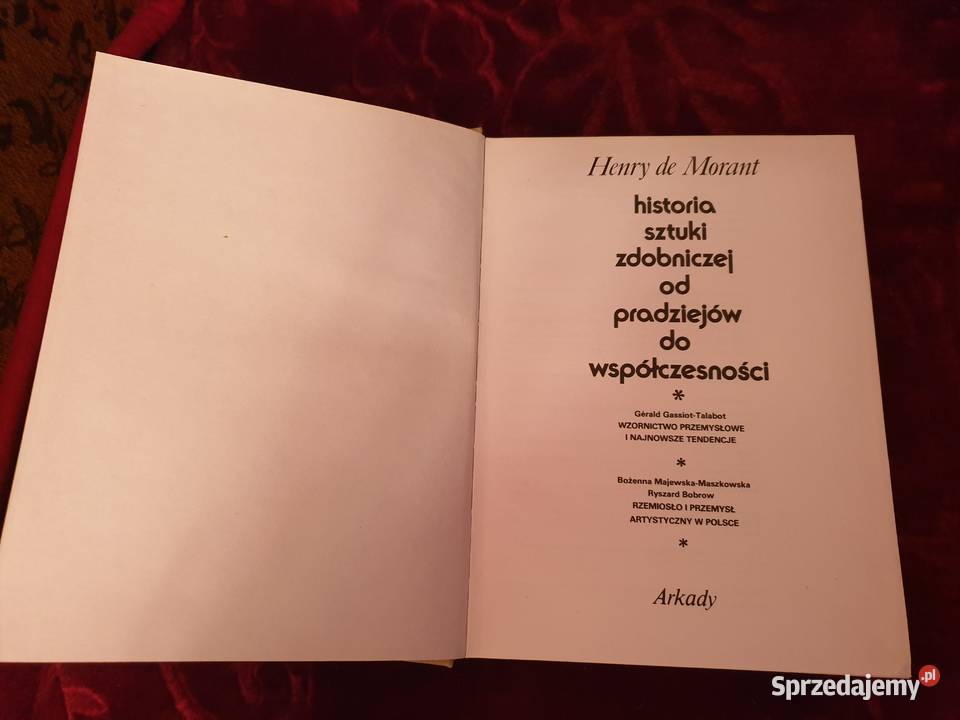 Henry de Morant
historia
sztuki
zdobniczej
od
pradziejów
do
współczesności
*
Gérald Gassiot-Talabot
WZORNICTWO PRZEMYSŁOWE
I NAJNOWSZE TENDENCJE
*
Bożenna Majewska-Maszkowska
Ryszard Bobrow
RZEMIOSŁO I PRZEMYSŁ
ARTYSTYCZNY W POLSCE
*
Arkady
Sprzedajemy.pl